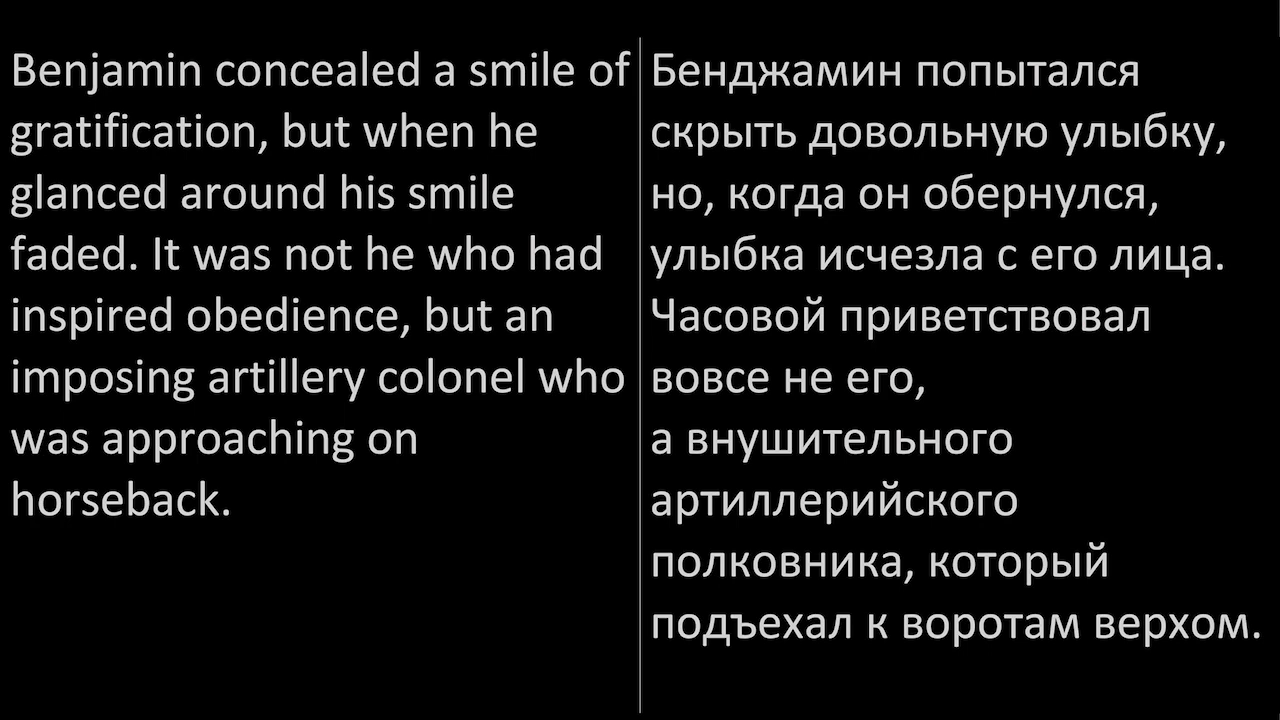 Benjamin concealed a smile of
gratification, but when he
glanced around his smile
faded. It was not he who had
inspired obedience, but an
imposing artillery colonel who
was approaching on
horseback.
Бенджамин попытался
скрыть довольную улыбку,
но, когда он обернулся,
улыбка исчезла с его лица.
Часовой приветствовал
вовсе не его,
а внушительного
артиллерийского
полковника, который
подъехал к воротам верхом.